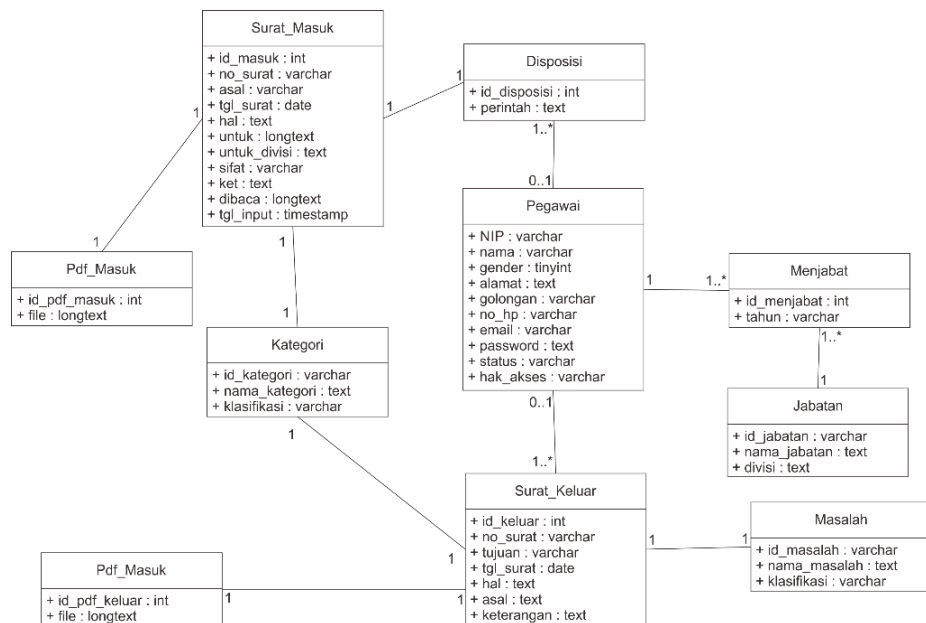 Surat_Masuk
+ id_masuk : int
+ no_surat : varchar
+ asal : varchar
+ tgl_surat : date
+ hal : text
+ untuk : longtext
+ untuk_divisi : text
+ sifat : varchar
+ ket : text
+ dibaca : longtext
+ tgl_input : timestamp
1
1
1
1
Disposisi
+ id_disposisi : int
+ perintah : text
1..*
0..1
Pegawai
+ NIP : varchar
+ nama : varchar
+ gender : tinyint
+ alamat : text
+ golongan : varchar
+ no_hp : varchar
+ email : varchar
+ password : text
+ status : varchar
+ hak_akses : varchar
1
1..*
Menjabat
+ id_menjabat : int
+ tahun : varchar
1..*
1
Jabatan
+ id_jabatan : varchar
+ nama_jabatan : text
+ divisi : text
1
Pdf_Masuk
+ id_pdf_masuk : int
+ file : longtext
1
Kategori
+ id_kategori : varchar
+ nama_kategori : text
+ klasifikasi : varchar
1
0..1
1..*
Surat_Keluar
+ id_keluar : int
+ no_surat : varchar
+ tujuan : varchar
+ tgl_surat : date
+ hal : text
+ asal : text
+ keterangan : text
1
1
1
1
Masalah
+ id_masalah : varchar
+ nama_masalah : text
+ klasifikasi : varchar
Pdf_Masuk
+ id_pdf_keluar : int
+ file : longtext
1